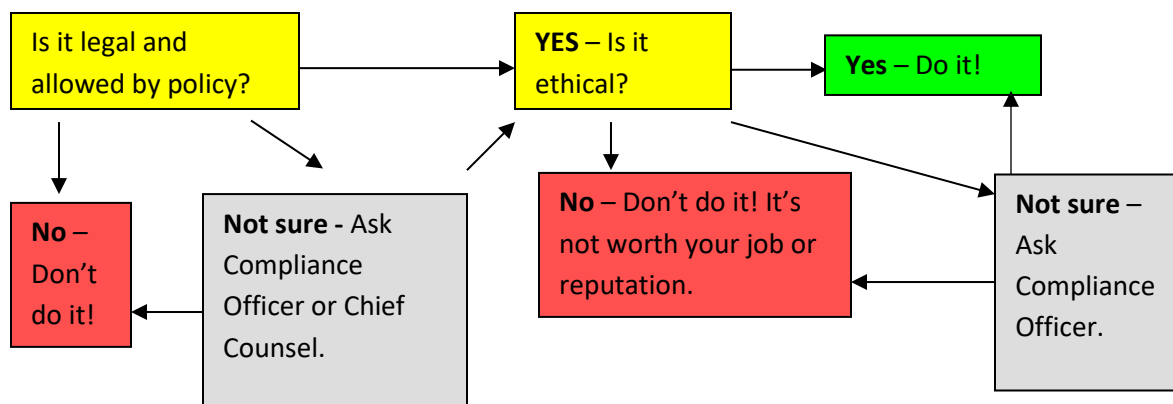 Is it legal and
allowed by policy?
YES – Is it
ethical?
Yes – Do it!
No –
Don’t
do it!
Not sure - Ask
Compliance
Officer or Chief
Counsel.
No – Don’t do it! It’s
not worth your job or
reputation.
Not sure –
Ask
Compliance
Officer.